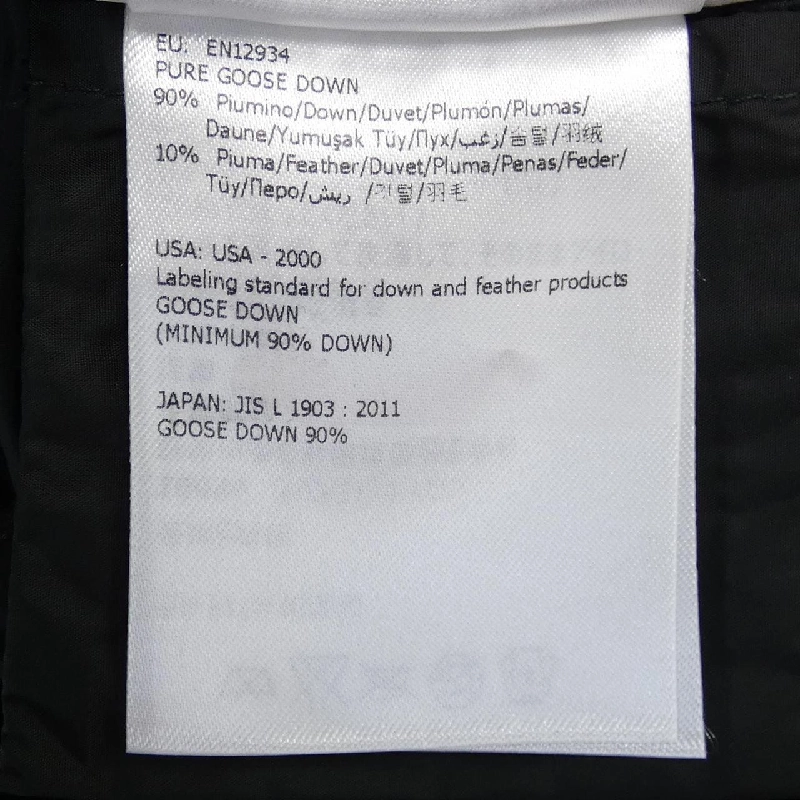 EU: EN12934
PURE GOOSE DOWN
90% Piumino/Down/Duvet/Plumón/Plumas/
Daune/Yumuşak Tüy/Пух/زغب/솜털/羽绒
10% Piuma/Feather/Duvet/Pluma/Penas/Feder/
Tüy/Перо/ريش /깃털/羽毛
USA: USA - 2000
Labeling standard for down and feather products
GOOSE DOWN
(MINIMUM 90% DOWN)
JAPAN: JIS L 1903 : 2011
GOOSE DOWN 90%